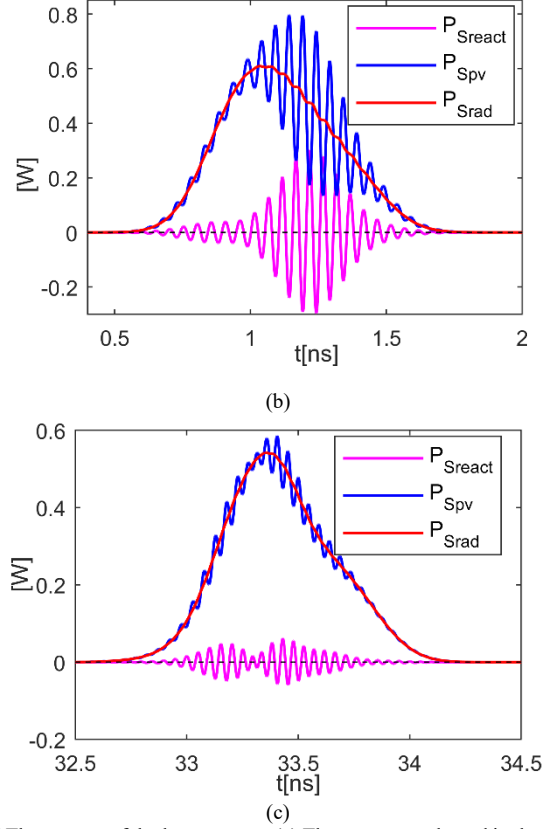 0.8
0.6
0.4
0.2
0
-0.2
[W]
P_Sreact
P_Spv
P_Srad
0.5 1 1.5 2
t[ns]
(b)
0.6
0.4
0.2
0
-0.2
[W]
P_Sreact
P_Spv
P_Srad
32.5 33 33.5 34 34.5
t[ns]
(c)